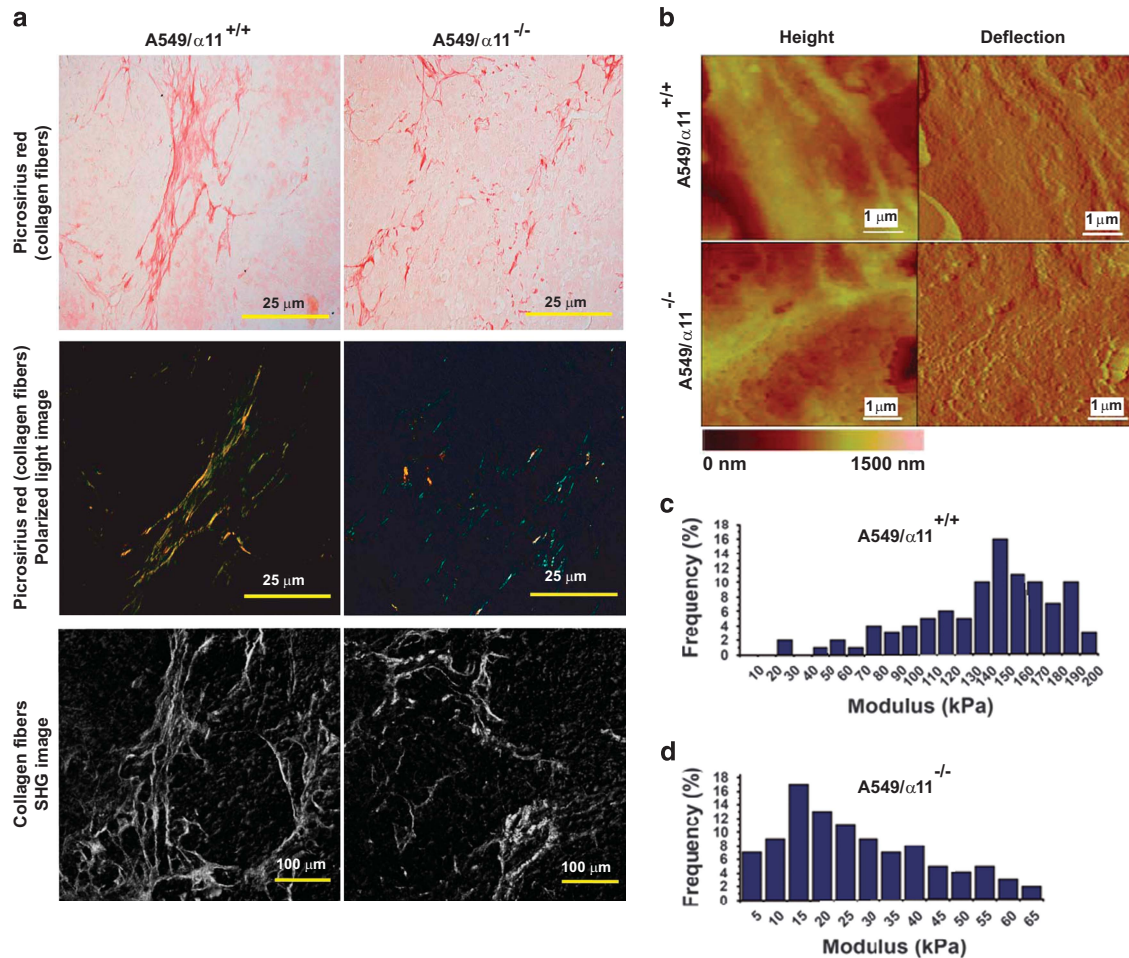 a
A549/α11+/+
A549/α11-/-
Picrosirius red
(collagen fibers)
25 μm
25 μm
Picrosirius red (collagen fibers)
Polarized light image
25 μm
25 μm
Collagen fibers
SHG image
100 μm
100 μm
b
Height
Deflection
A549/α11+/+
1 μm
1 μm
A549/α11-/-
1 μm
1 μm
0 nm
1500 nm
c
A549/α11+/+
Frequency (%)
18
16
14
12
10
8
6
4
2
0
10 20 30 40 50 60 70 80 90 100 110 120 130 140 150 160 170 180 190 200
Modulus (kPa)
d
A549/α11-/-
Frequency (%)
18
16
14
12
10
8
6
4
2
0
5 10 15 20 25 30 35 40 45 50 55 60 65
Modulus (kPa)